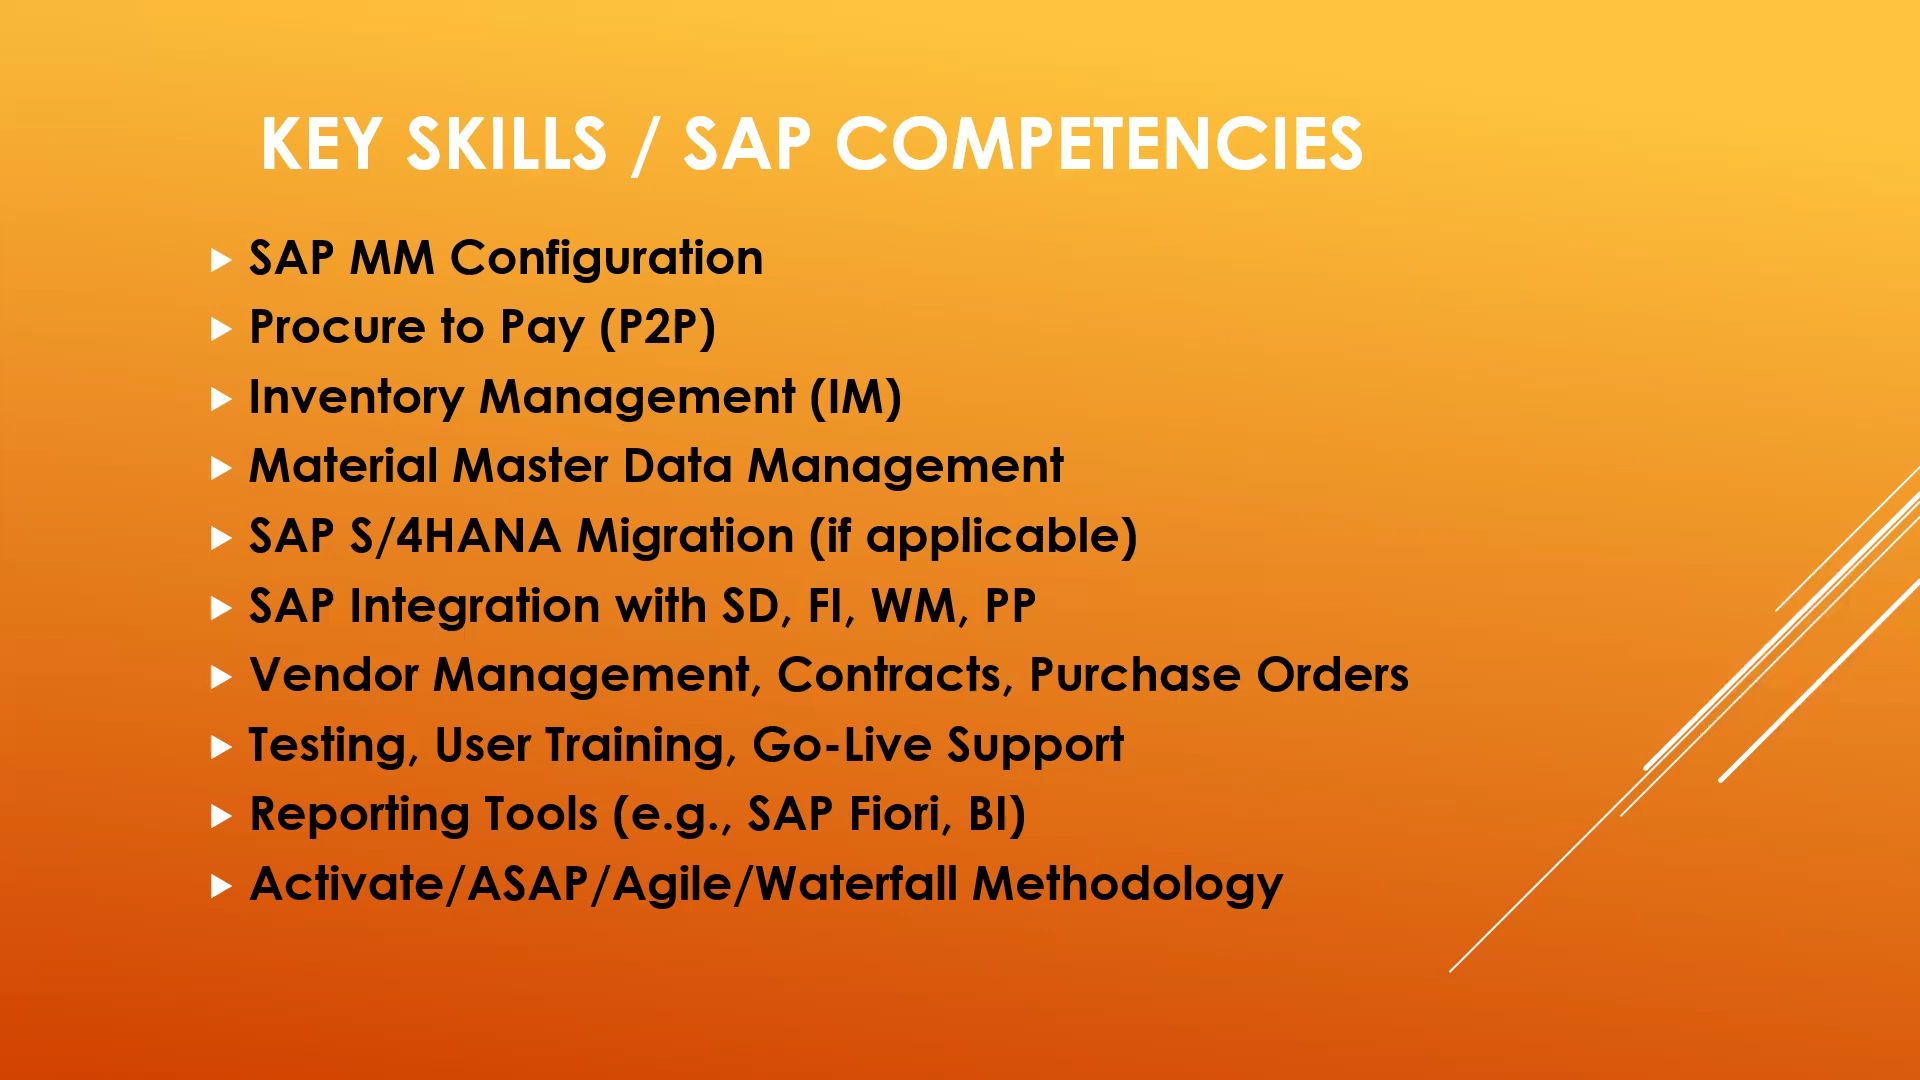 KEY SKILLS / SAP COMPETENCIES
SAP MM Configuration
Procure to Pay (P2P)
Inventory Management (IM)
Material Master Data Management
SAP S/4HANA Migration (if applicable)
SAP Integration with SD, FI, WM, PP
Vendor Management, Contracts, Purchase Orders
Testing, User Training, Go-Live Support
Reporting Tools (e.g., SAP Fiori, BI)
Activate/ASAP/Agile/Waterfall Methodology